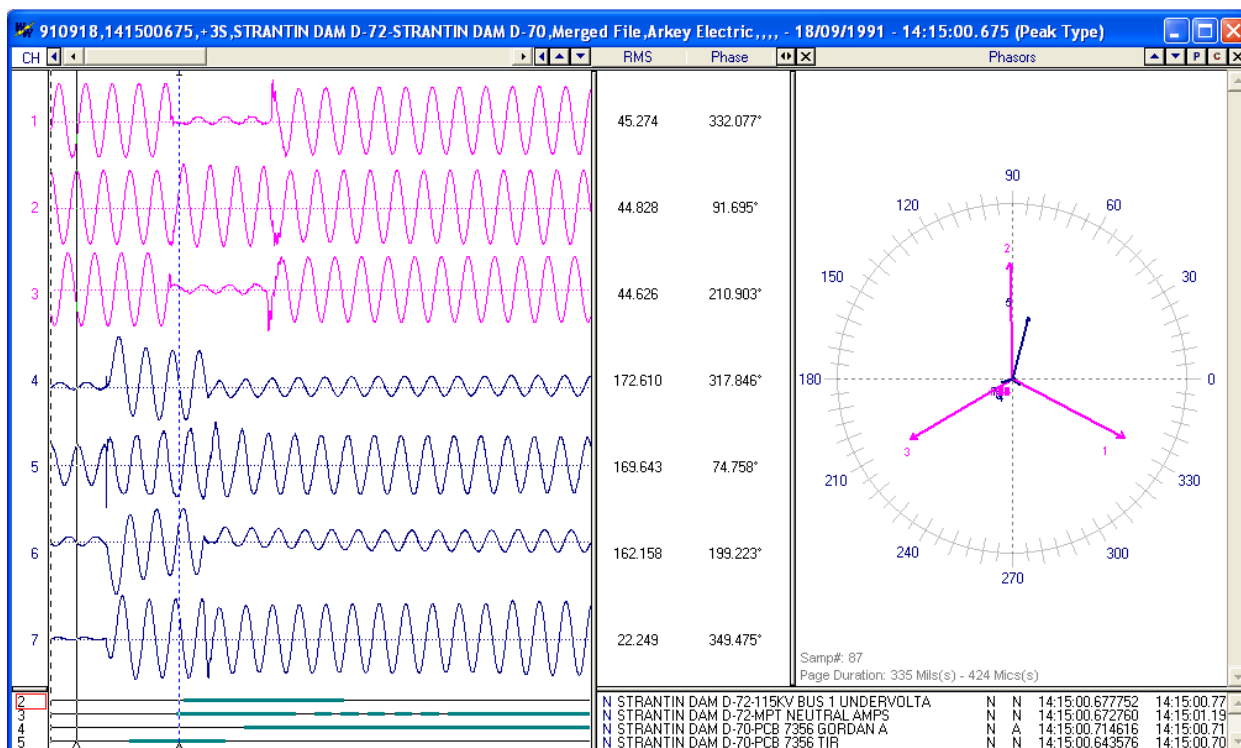 910918,141500675,+3S,STRANTIN DAM D-72-STRANTIN DAM D-70,Merged File,Arkey Electric,,,, - 18/09/1991 - 14:15:00.675 (Peak Type)
CH RMS Phase Phasors P C
1 45.274 332.077°
2 44.828 91.695°
3 44.626 210.903°
4 172.610 317.846°
5 169.643 74.758°
6 162.158 199.223°
7 22.249 349.475°
90
120 60
150 30
180 0
210 330
240 300
270
2
1
3
Samp#: 87
Page Duration: 335 Mils(s) - 424 Mics(s)
2 N STRANTIN DAM D-72-115KV BUS 1 UNDERVOLTA N N 14:15:00.677752 14:15:00.77
3 N STRANTIN DAM D-72-MPT NEUTRAL AMPS N N 14:15:00.672760 14:15:01.19
4 N STRANTIN DAM D-70-PCB 7356 GORDAN A N A 14:15:00.714616 14:15:00.71
5 N STRANTIN DAM D-70-PCB 7356 TIR N N 14:15:00.643576 14:15:00.70